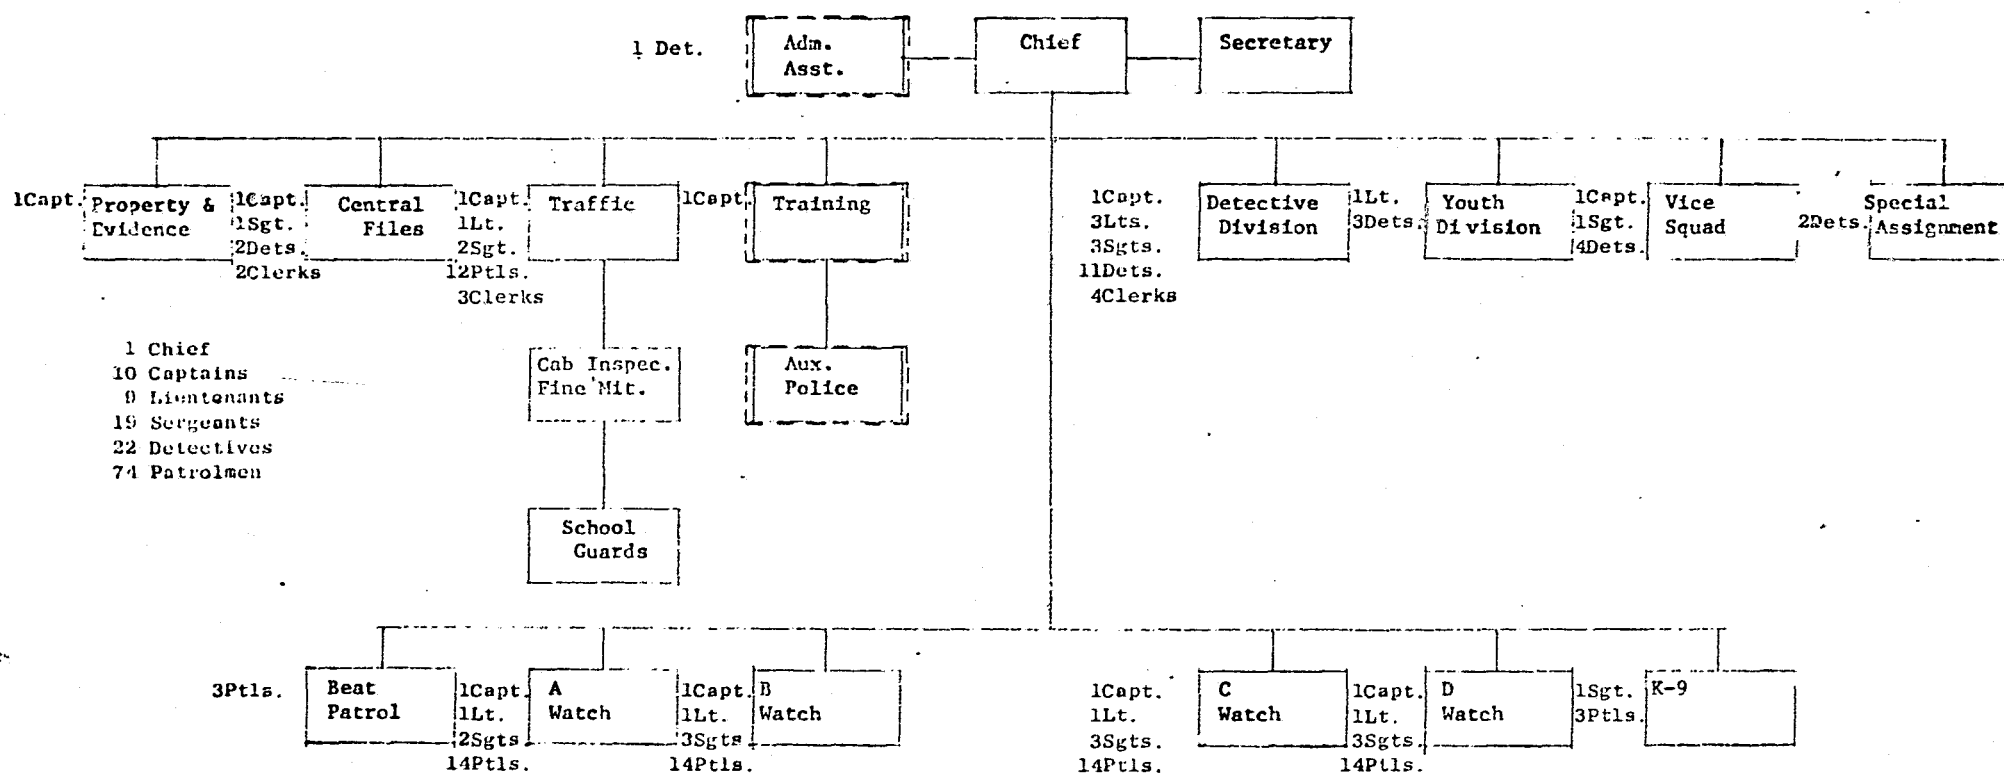 1 Det.
Adm.
Asst.
Chief
Secretary
1Capt.
Property &
Evidence
1Capt.
1Sgt.
2Dets.
2Clerks
Central
Files
1Capt.
1Lt.
2Sgt.
12Ptls.
3Clerks
Traffic
1Capt.
Training
1Capt.
3Lts.
3Sgts.
11Dets.
4Clerks
Detective
Division
1Lt.
3Dets.
Youth
Division
1Capt.
1Sgt.
4Dets.
Vice
Squad
2Dets.
Special
Assignment
Cab Inspec.
Fine Mit.
Aux.
Police
1 Chief
10 Captains
9 Lieutenants
19 Sergeants
22 Detectives
74 Patrolmen
School
Guards
3Ptls.
Beat
Patrol
1Capt.
1Lt.
2Sgts.
14Ptls.
A
Watch
1Capt.
1Lt.
3Sgts
14Ptls.
B
Watch
1Capt.
1Lt.
3Sgts.
14Ptls.
C
Watch
1Capt.
1Lt.
3Sgts.
14Ptls.
D
Watch
1Sgt.
3Ptls.
K-9